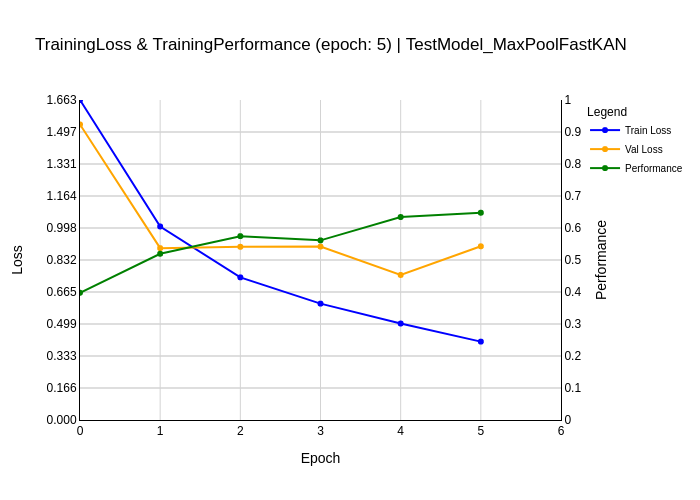 TrainingLoss & TrainingPerformance (epoch: 5) | TestModel_MaxPoolFastKAN
1.663
1.497
1.331
1.164
0.998
0.832
0.665
0.499
0.333
0.166
0.000
Loss
0 1 2 3 4 5 6
Epoch
1
0.9
0.8
0.7
0.6
0.5
0.4
0.3
0.2
0.1
0
Performance
Legend
Train Loss
Val Loss
Performance